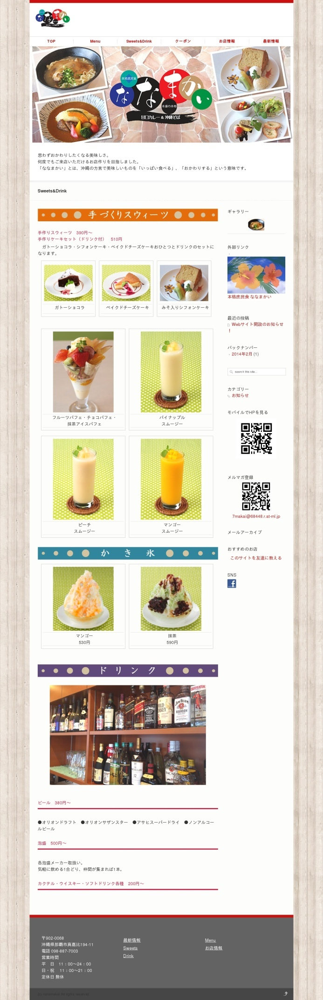 TOP
Menu
Sweets&Drink
クーポン
お店情報
最新情報
本格庶民食
ななまかい
本場の本物
甘口カレー & 沖縄そば
思わずおかわりしたくなる美味しさ。
何度でもご来店いただけるお店作りを目指しました。
「ななまかい」とは、沖縄の方言で美味しいものを「いっぱい食べる」、「おかわりする」という意味です。
Sweets&Drink
手づくりスウィーツ
手作りスウィーツ　390円～
手作りケーキセット（ドリンク付）　510円
ガトーショコラ・シフォンケーキ・ベイクドチーズケーキおひとつとドリンクのセットに
なります。
ガトーショコラ
ベイクドチーズケーキ
みそ入りシフォンケーキ
フルーツパフェ・チョコパフェ・
抹茶アイスパフェ
パイナップル
スムージー
ピーチ
スムージー
マンゴー
スムージー
かき氷
マンゴー
530円
抹茶
590円
ドリンク
BEEFEATER
JIM BEAM
BOURBON
MACALLAN
12
ビール　380円～
●オリオンドラフト　●オリオンサザンスター　●アサヒスーパードライ　●ノンアルコー
ルビール
泡盛　500円～
各泡盛メーカー取扱い。
気軽に飲める1合どり、仲間が集まれば1本。
カクテル・ウイスキー・ソフトドリンク各種　200円～
ギャラリー
外部リンク
本格庶民食 ななまかい
最近の投稿
Webサイト開設のお知らせ
！
バックナンバー
2014年2月 (1)
search this site...
カテゴリー
お知らせ
モバイルでHPを見る
メルマガ登録
7makai@68448.r.at-ml.jp
メールアーカイブ
おすすめのお店
このサイトを友達に教える
SNS
〒902-0068
沖縄県那覇市真嘉比194-11
電話 098-887-7003
営業時間
平　日　11：00～24：00
日・祝　11：00～21：00
定休日 無休
最新情報
Sweets
Drink
Menu
お店情報